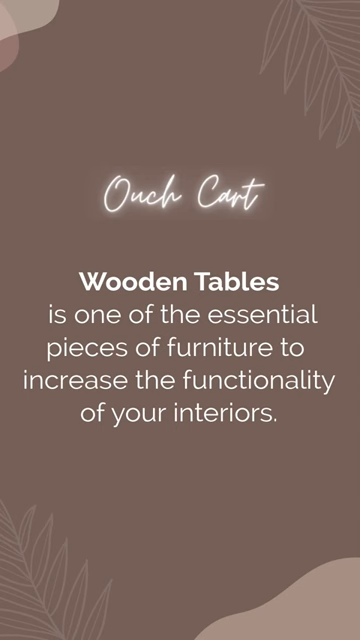 Ouch Cart
Wooden Tables
is one of the essential
pieces of furniture to
increase the functionality
of your interiors.